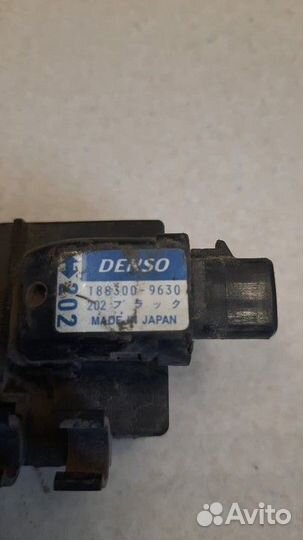 DENSO
188300-9630
202 ブラック
MADE IN JAPAN
202
Avito